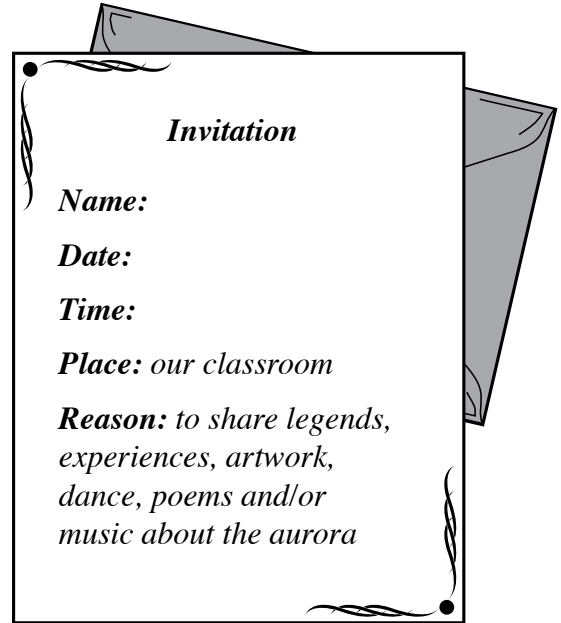 Invitation
Name:
Date:
Time:
Place: our classroom
Reason: to share legends,
experiences, artwork,
dance, poems and/or
music about the aurora